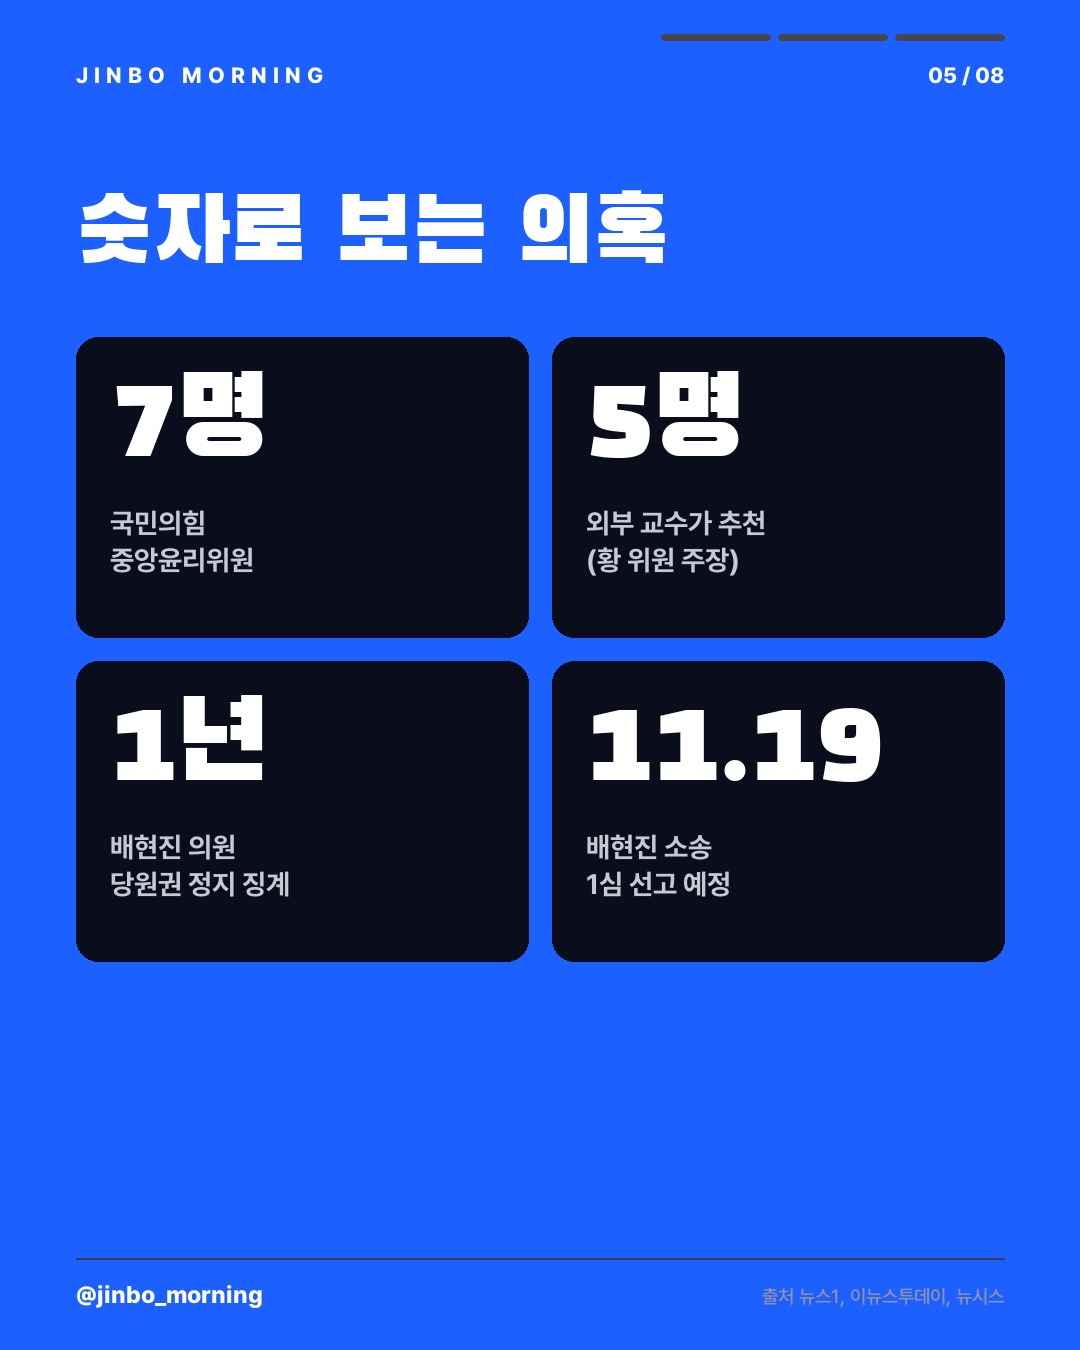 JINBO MORNING
05 / 08
숫자로 보는 의혹
7명
국민의힘
중앙윤리위원
5명
외부 교수가 추천
(황 위원 주장)
1년
배현진 의원
당원권 정지 징계
11.19
배현진 소송
1심 선고 예정
@jinbo_morning
출처 뉴스1, 이뉴스투데이, 뉴시스